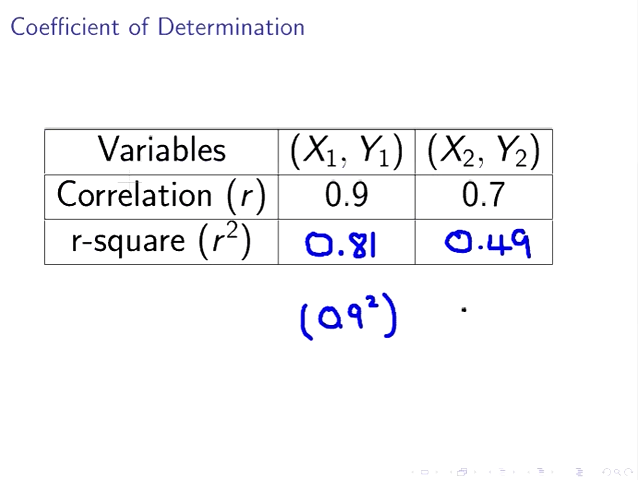 Coefficient of Determination
Variables (X₁, Y₁) (X₂, Y₂)
Correlation (r) 0.9 0.7
r-square (r²) 0.81 0.49
(0.9²)